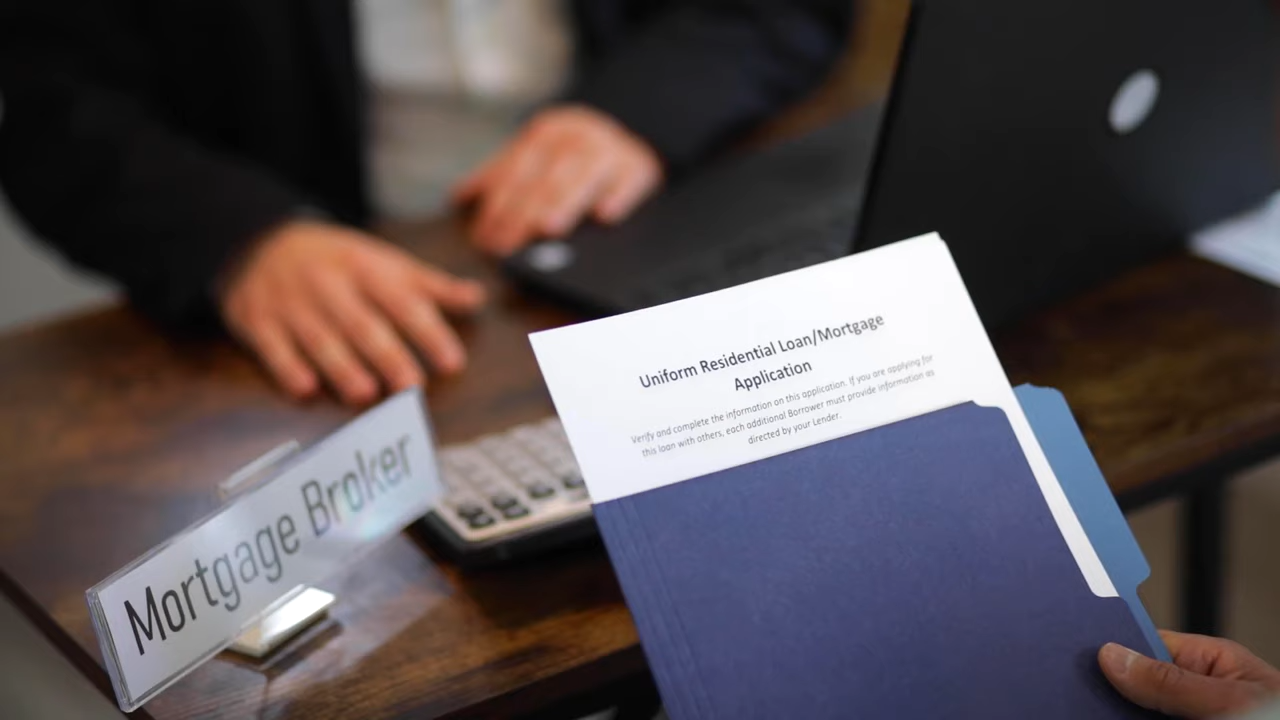 Uniform Residential Loan/Mortgage
Application
Verify and complete the information on this application. If you are applying for
this loan with others, each additional Borrower must provide information as
directed by your Lender.
Mortgage Broker